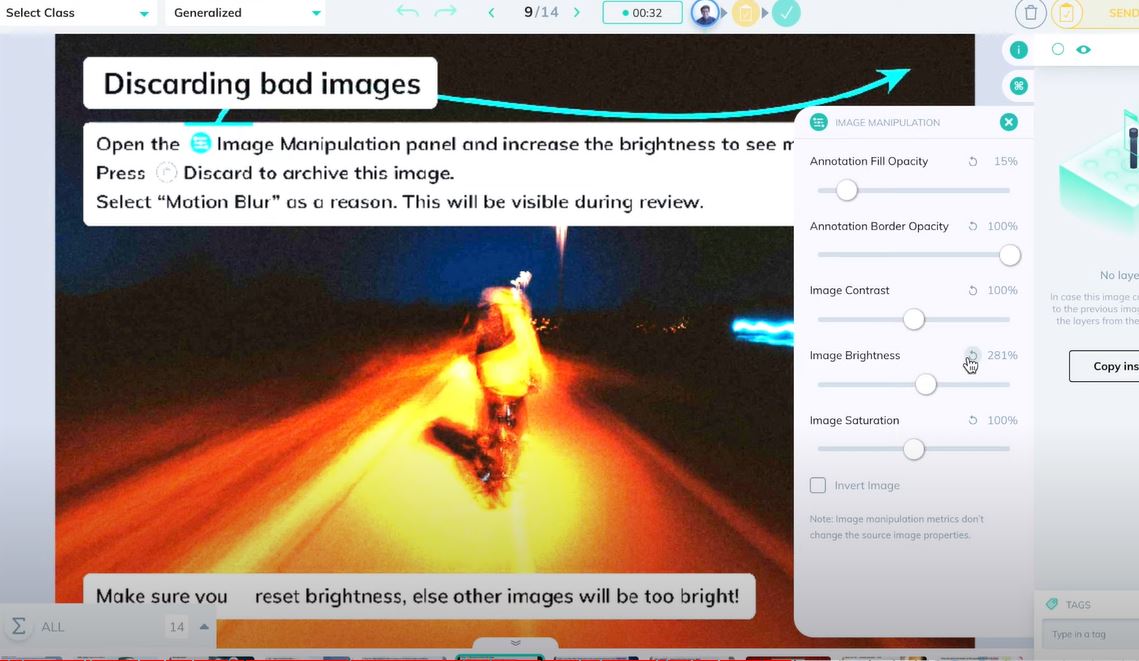 Select Class
Generalized
9/14
00:32
SEND
Discarding bad images
Open the Image Manipulation panel and increase the brightness to see m
Press Discard to archive this image.
Select “Motion Blur” as a reason. This will be visible during review.
IMAGE MANIPULATION
Annotation Fill Opacity 15%
Annotation Border Opacity 100%
Image Contrast 100%
Image Brightness 281%
Image Saturation 100%
Invert Image
Note: Image manipulation metrics don't
change the source image properties.
No laye
In case this image c
to the previous imag
the layers from the
Copy ins
Make sure you reset brightness, else other images will be too bright!
ALL 14
TAGS
Type in a tag